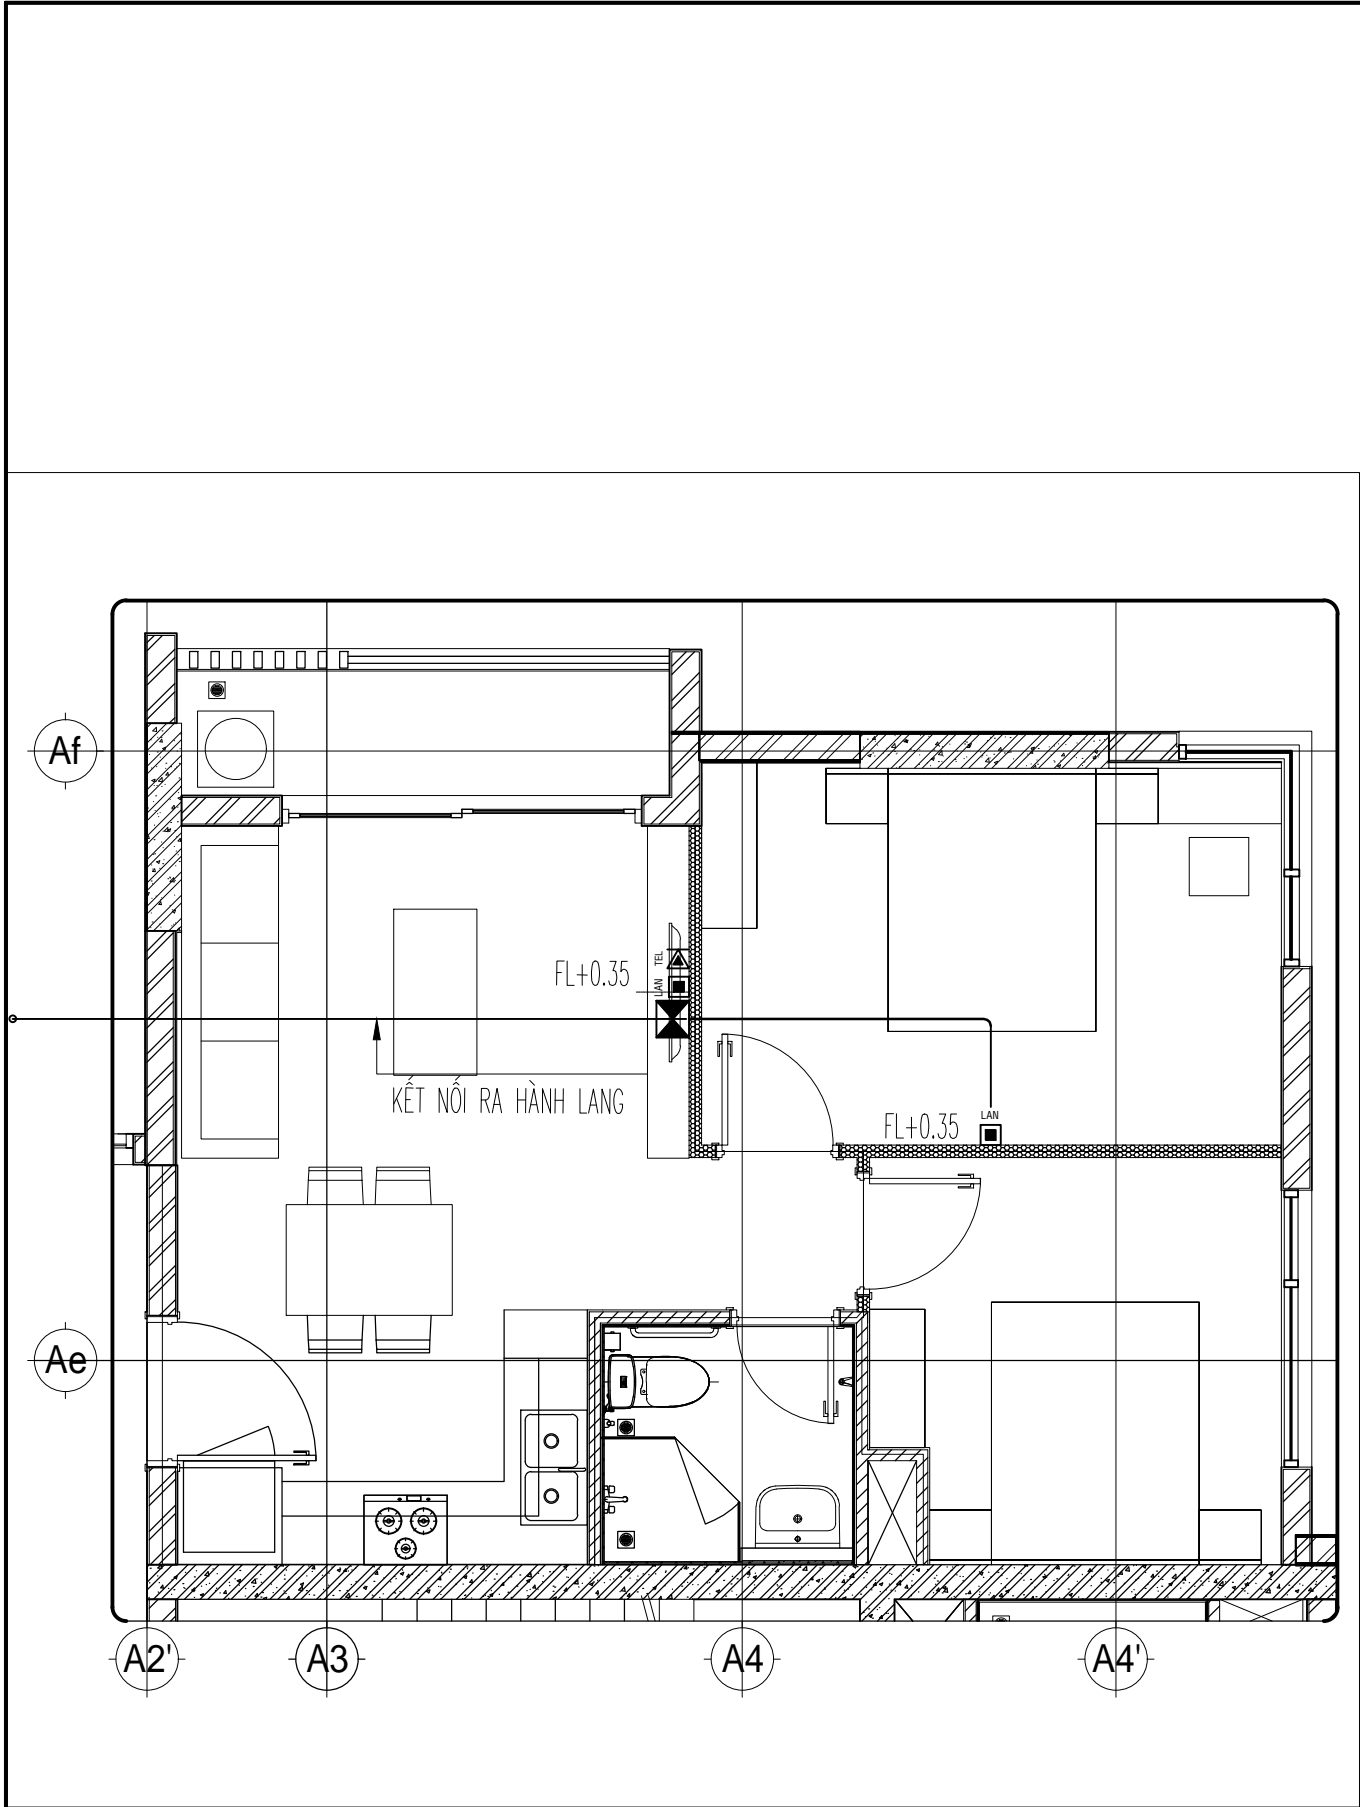 Af
TEL
FL+0.35
LAN
KẾT NỐI RA HÀNH LANG
LAN
FL+0.35
Ae
A2'
A3
A4
A4'